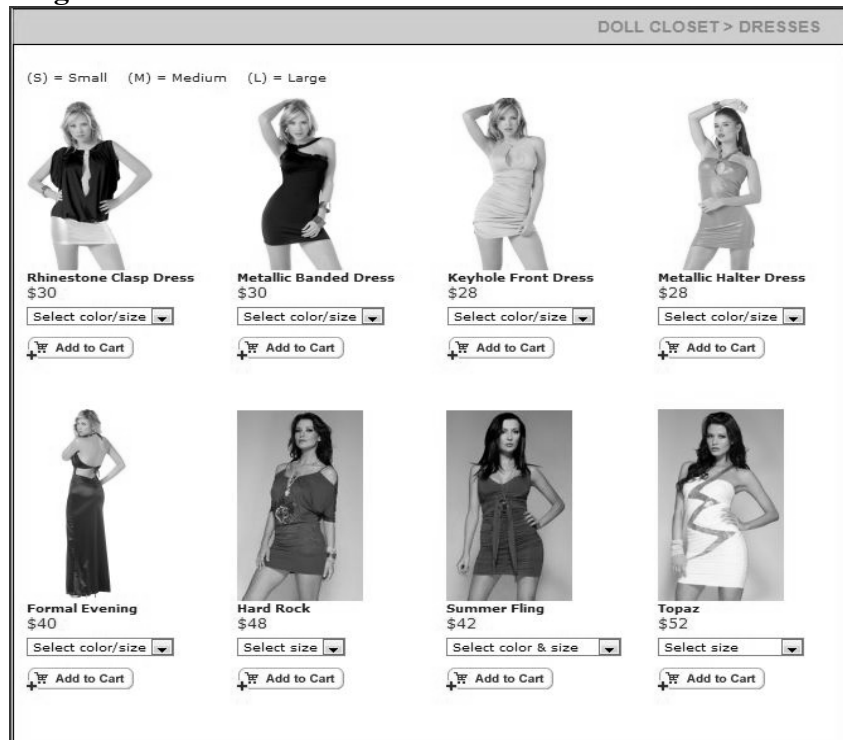 DOLL CLOSET > DRESSES
(S) = Small (M) = Medium (L) = Large
Rhinestone Clasp Dress
$30
Select color/size
Add to Cart
Metallic Banded Dress
$30
Select color/size
Add to Cart
Keyhole Front Dress
$28
Select color/size
Add to Cart
Metallic Halter Dress
$28
Select color/size
Add to Cart
Formal Evening
$40
Select color/size
Add to Cart
Hard Rock
$48
Select size
Add to Cart
Summer Fling
$42
Select color & size
Add to Cart
Topaz
$52
Select size
Add to Cart